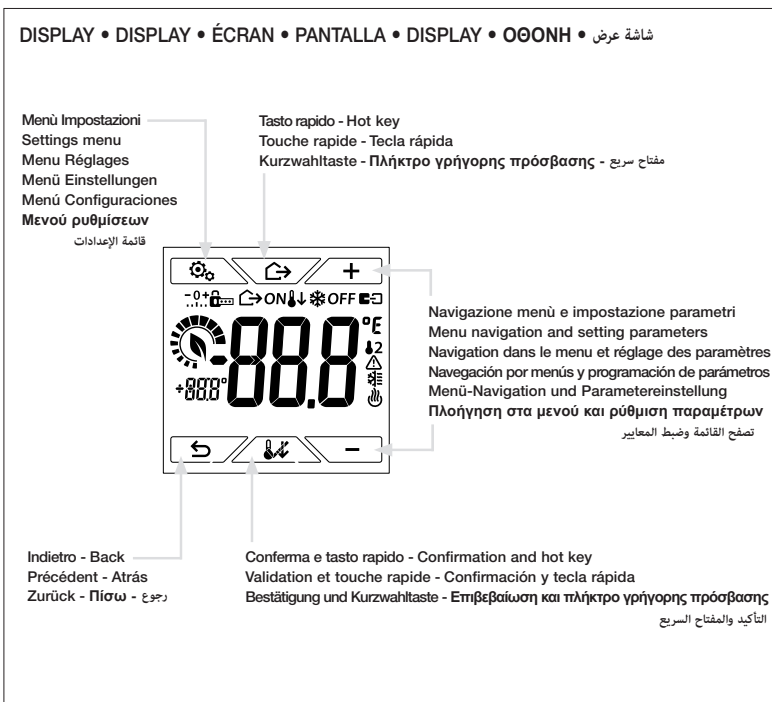 DISPLAY • DISPLAY • ÉCRAN • PANTALLA • DISPLAY • ΟΘΟΝΗ • شاشة عرض
Menù Impostazioni
Settings menu
Menu Réglages
Menü Einstellungen
Menú Configuraciones
Μενού ρυθμίσεων
قائمة الإعدادات
Tasto rapido - Hot key
Touche rapide - Tecla rápida
Kurzwahltaste - Πλήκτρο γρήγορης πρόσβασης - مفتاح سريع
+
- 0 + ON OFF
°E
88.8
2
+888°
−
Navigazione menù e impostazione parametri
Menu navigation and setting parameters
Navigation dans le menu et réglage des paramètres
Navegación por menús y programación de parámetros
Menü-Navigation und Parametereinstellung
Πλοήγηση στα μενού και ρύθμιση παραμέτρων
تصفح القائمة وضبط المعايير
Indietro - Back
Précédent - Atrás
Zurück - Πίσω - رجوع
Conferma e tasto rapido - Confirmation and hot key
Validation et touche rapide - Confirmación y tecla rápida
Bestätigung und Kurzwahltaste - Επιβεβαίωση και πλήκτρο γρήγορης πρόσβασης
التأكيد والمفتاح السريع